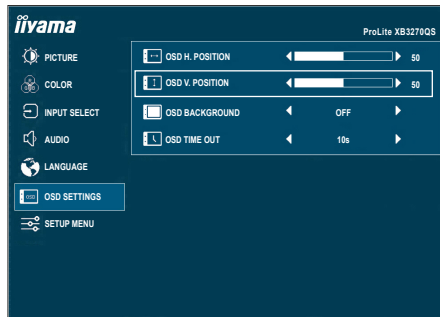 iiyama
ProLite XB3270QS
PICTURE
COLOR
INPUT SELECT
AUDIO
LANGUAGE
OSD SETTINGS
SETUP MENU
OSD H. POSITION 50
OSD V. POSITION 50
OSD BACKGROUND OFF
OSD TIME OUT 10s